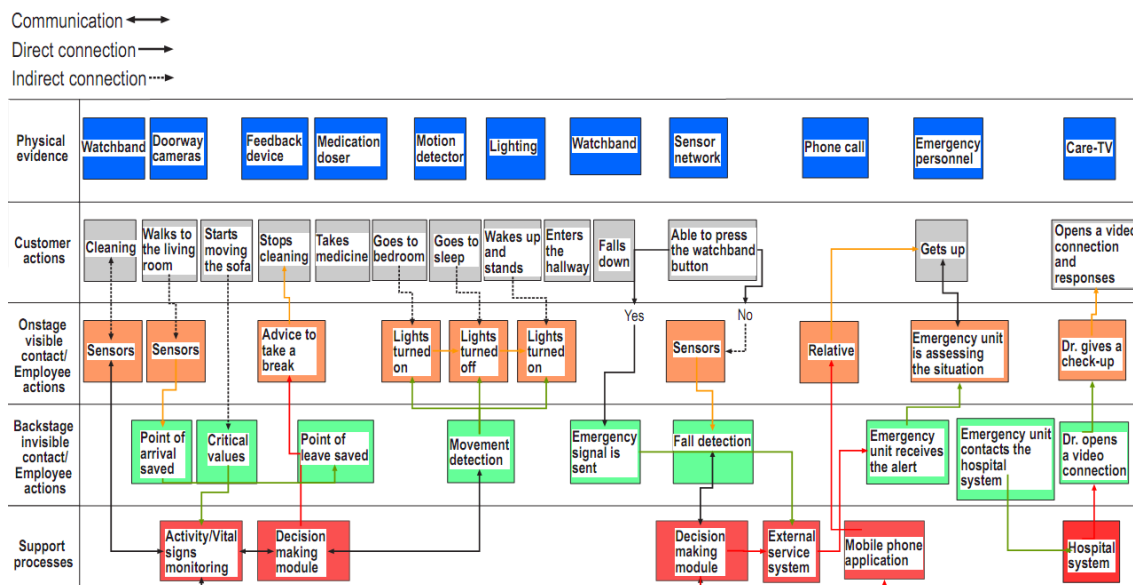 Communication
Direct connection
Indirect connection
Physical
evidence
Watchband
Doorway
cameras
Feedback
device
Medication
doser
Motion
detector
Lighting
Watchband
Sensor
network
Phone call
Emergency
personnel
Care-TV
Customer
actions
Cleaning
Walks to
the living
room
Starts
moving
the sofa
Stops
cleaning
Takes
medicine
Goes to
bedroom
Goes to
sleep
Wakes up
and
stands
Enters
the
hallway
Falls
down
Able to press
the watchband
button
Gets up
Opens a video
connection
and
responses
Yes
No
Onstage
visible
contact/
Employee
actions
Sensors
Sensors
Advice to
take a
break
Lights
turned
on
Lights
turned
off
Lights
turned
on
Sensors
Relative
Emergency unit
is assessing
the situation
Dr. gives a
check-up
Backstage
invisible
contact/
Employee
actions
Point of
arrival
saved
Critical
values
Point of
leave saved
Movement
detection
Emergency
signal is
sent
Fall detection
Emergency
unit receives
the alert
Emergency unit
contacts the
hospital
system
Dr. opens
a video
connection
Support
processes
Activity/Vital
signs
monitoring
Decision
making
module
Decision
making
module
External
service
system
Mobile phone
application
Hospital
system